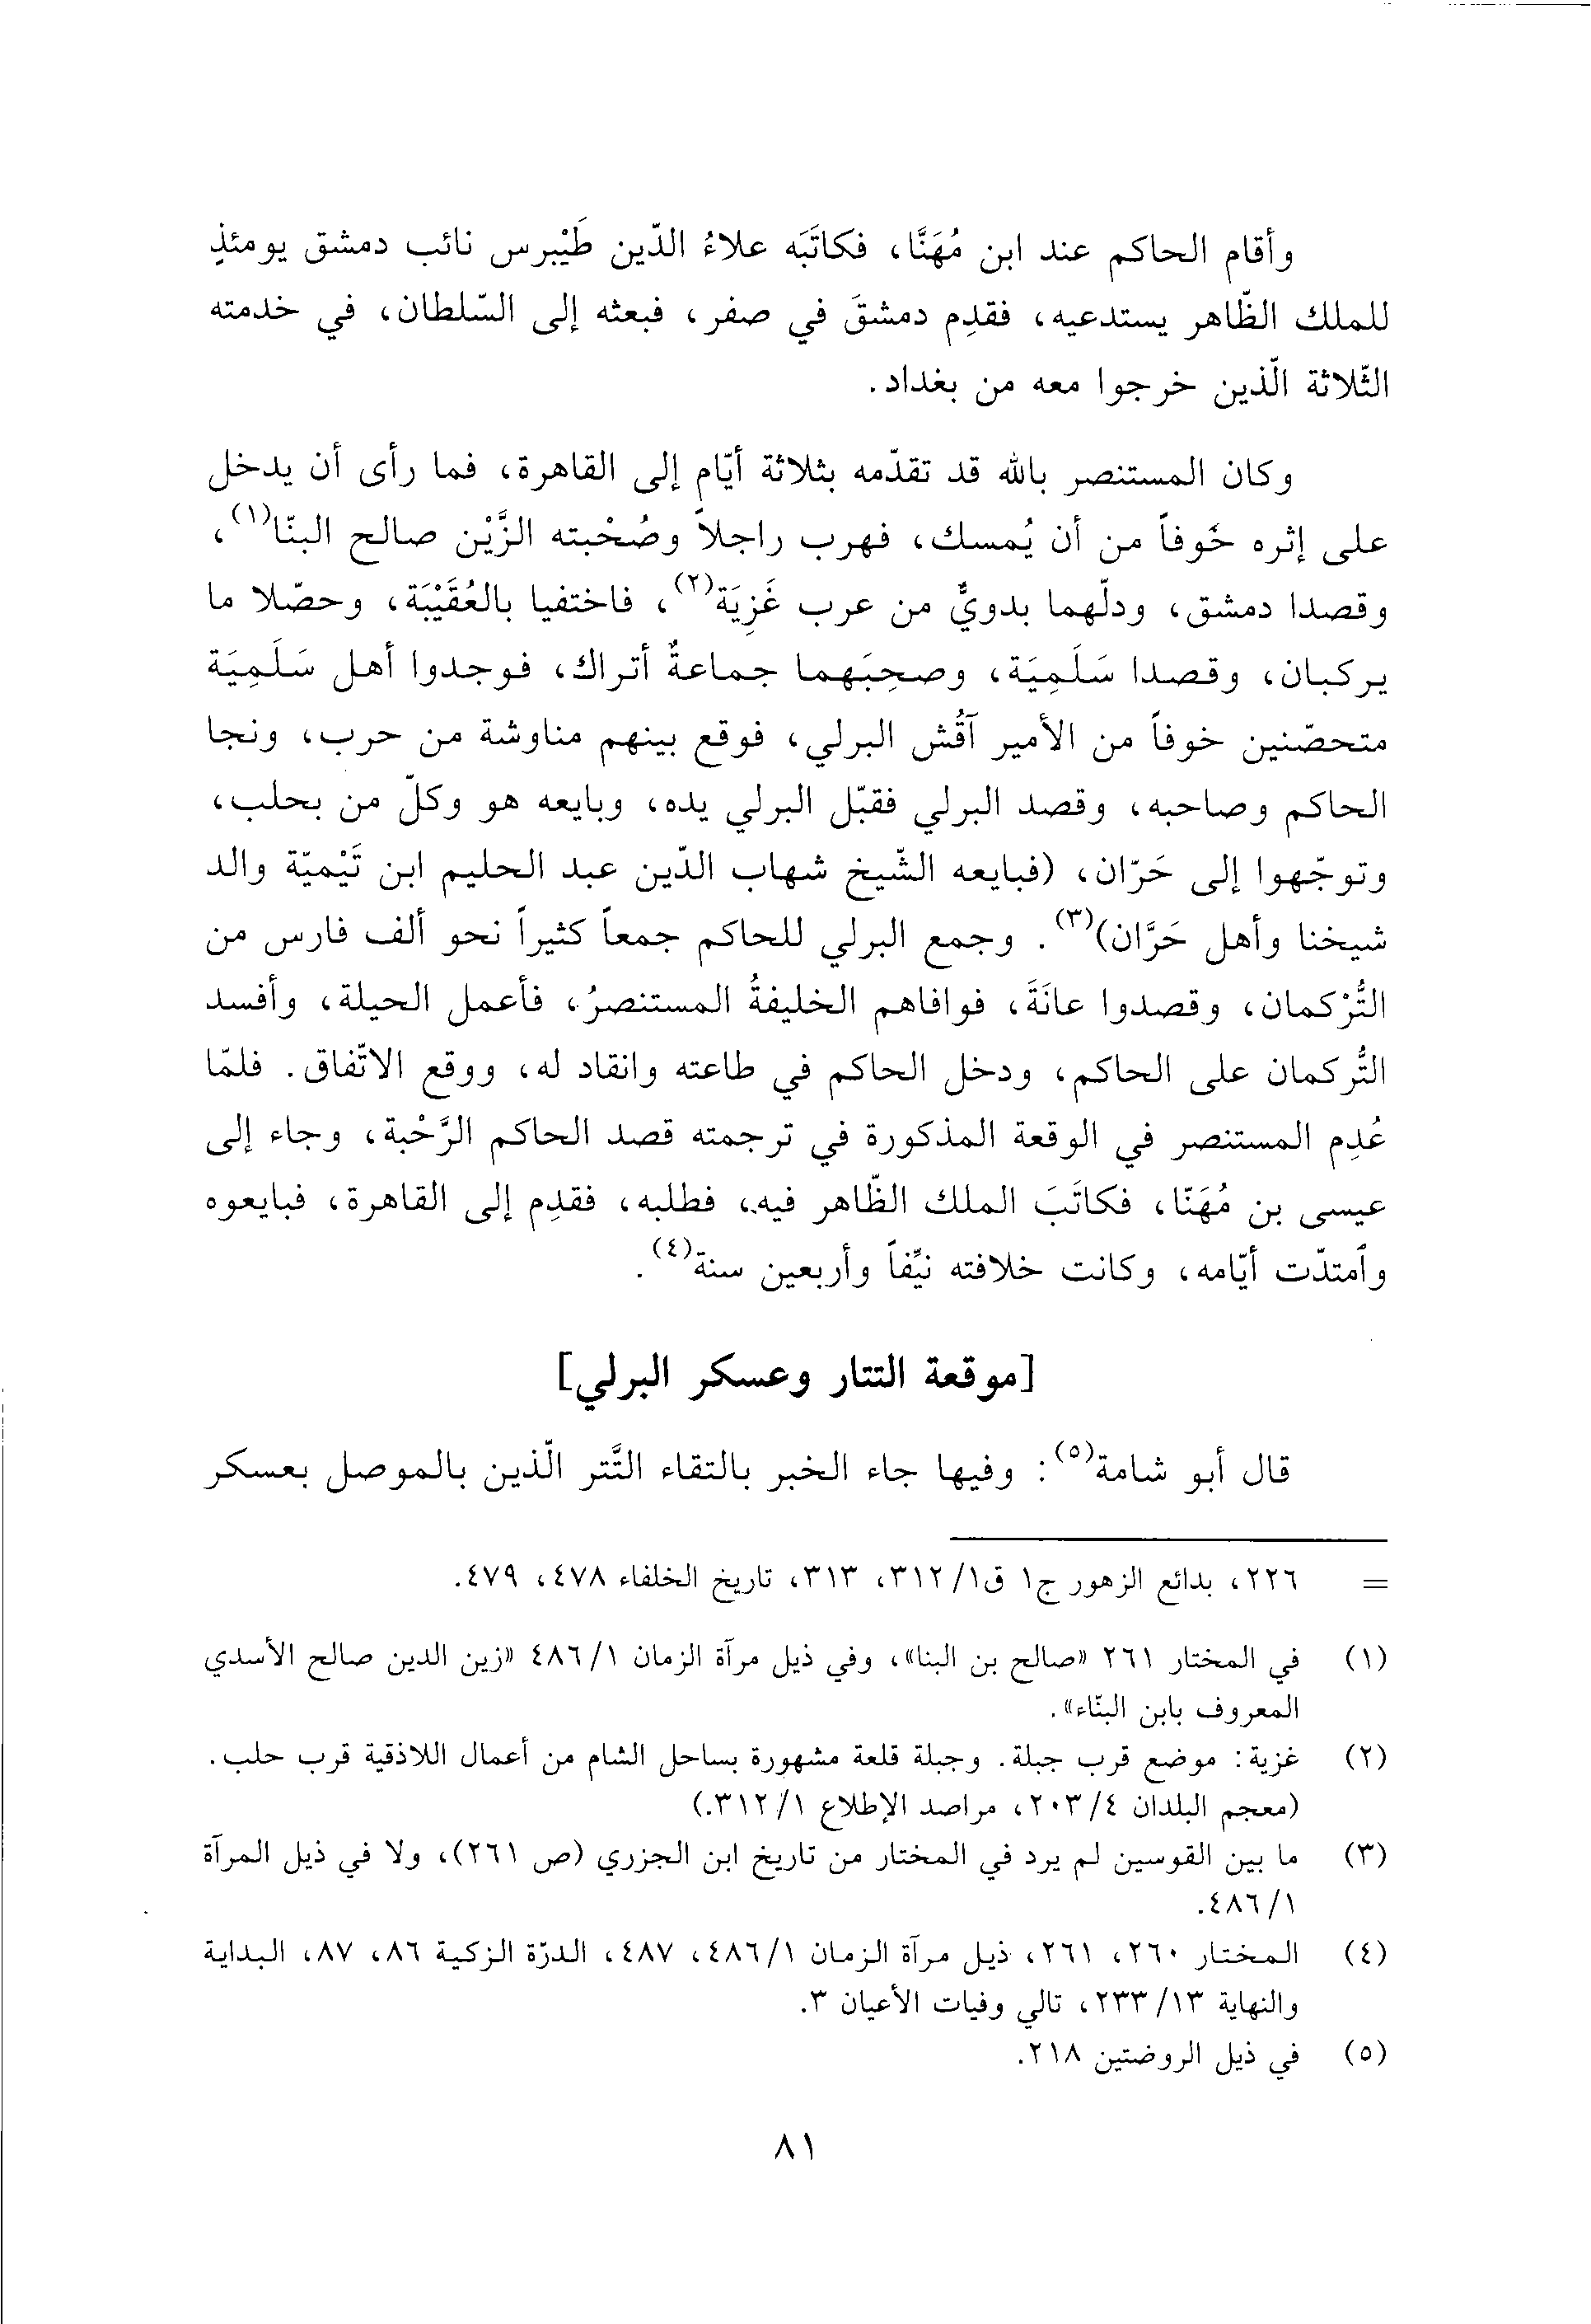 وأقام الحاكم عند ابن مُهَنَّا، فكاتَبَه علاءُ الدّين طَيْبرس نائب دمشق يومئذٍ
للملك الظّاهر يستدعيه، فقدِم دمشقَ في صفر، فبعثه إلى السّلطان، في خدمته
الثّلاثة الّذين خرجوا معه من بغداد.
وكان المستنصر بالله قد تقدّمه بثلاثة أيّام إلى القاهرة، فما رأى أن يدخل
على إثره خَوفاً من أن يُمسك، فهرب راجلاً وصُحْبته الزَّيْن صالح البنّا(١)،
وقصدا دمشق، ودلّهما بدويٌّ من عرب غَزِيَة(٢)، فاختفيا بالعُقَيْبَة، وحصّلا ما
يركبان، وقصدا سَلَمِيَة، وصحِبَهما جماعةٌ أتراك، فوجدوا أهل سَلَمِيَة
متحصّنين خوفاً من الأمير آقُش البرلي، فوقع بينهم مناوشة من حرب، ونجا
الحاكم وصاحبه، وقصد البرلي فقبّل البرلي يده، وبايعه هو وكلّ من بحلب،
وتوجّهوا إلى حَرّان، (فبايعه الشّيخ شهاب الدّين عبد الحليم ابن تَيْميّة والد
شيخنا وأهل حَرَّان)(٣). وجمع البرلي للحاكم جمعاً كثيراً نحو ألف فارس من
التُّرْكمان، وقصدوا عانَةَ، فوافاهم الخليفةُ المستنصرُ، فأعمل الحيلة، وأفسد
التُّركمان على الحاكم، ودخل الحاكم في طاعته وانقاد له، ووقع الاتّفاق. فلمّا
عُدِم المستنصر في الوقعة المذكورة في ترجمته قصد الحاكم الرَّحْبة، وجاء إلى
عيسى بن مُهَنّا، فكاتَبَ الملك الظّاهر فيه، فطلبه، فقدِم إلى القاهرة، فبايعوه
وٱمتدّت أيّامه، وكانت خلافته نيِّفاً وأربعين سنة(٤).
[موقعة التتار وعسكر البرلي]
قال أبو شامة(٥): وفيها جاء الخبر بالتقاء التَّتر الّذين بالموصل بعسكر
= ٢٢٦، بدائع الزهور ج١ ق١/ ٣١٢، ٣١٣، تاريخ الخلفاء ٤٧٨، ٤٧٩.
(١) في المختار ٢٦١ «صالح بن البنا»، وفي ذيل مرآة الزمان ١/ ٤٨٦ «زين الدين صالح الأسدي
المعروف بابن البنّاء».
(٢) غزية: موضع قرب جبلة. وجبلة قلعة مشهورة بساحل الشام من أعمال اللاذقية قرب حلب.
(معجم البلدان ٤/ ٢٠٣، مراصد الإطلاع ١/ ٣١٢.)
(٣) ما بين القوسين لم يرد في المختار من تاريخ ابن الجزري (ص ٢٦١)، ولا في ذيل المرآة
١/ ٤٨٦.
(٤) المختار ٢٦٠، ٢٦١، ذيل مرآة الزمان ١/ ٤٨٦، ٤٨٧، الدرّة الزكية ٨٦، ٨٧، البداية
والنهاية ١٣/ ٢٣٣، تالي وفيات الأعيان ٣.
(٥) في ذيل الروضتين ٢١٨.
٨١